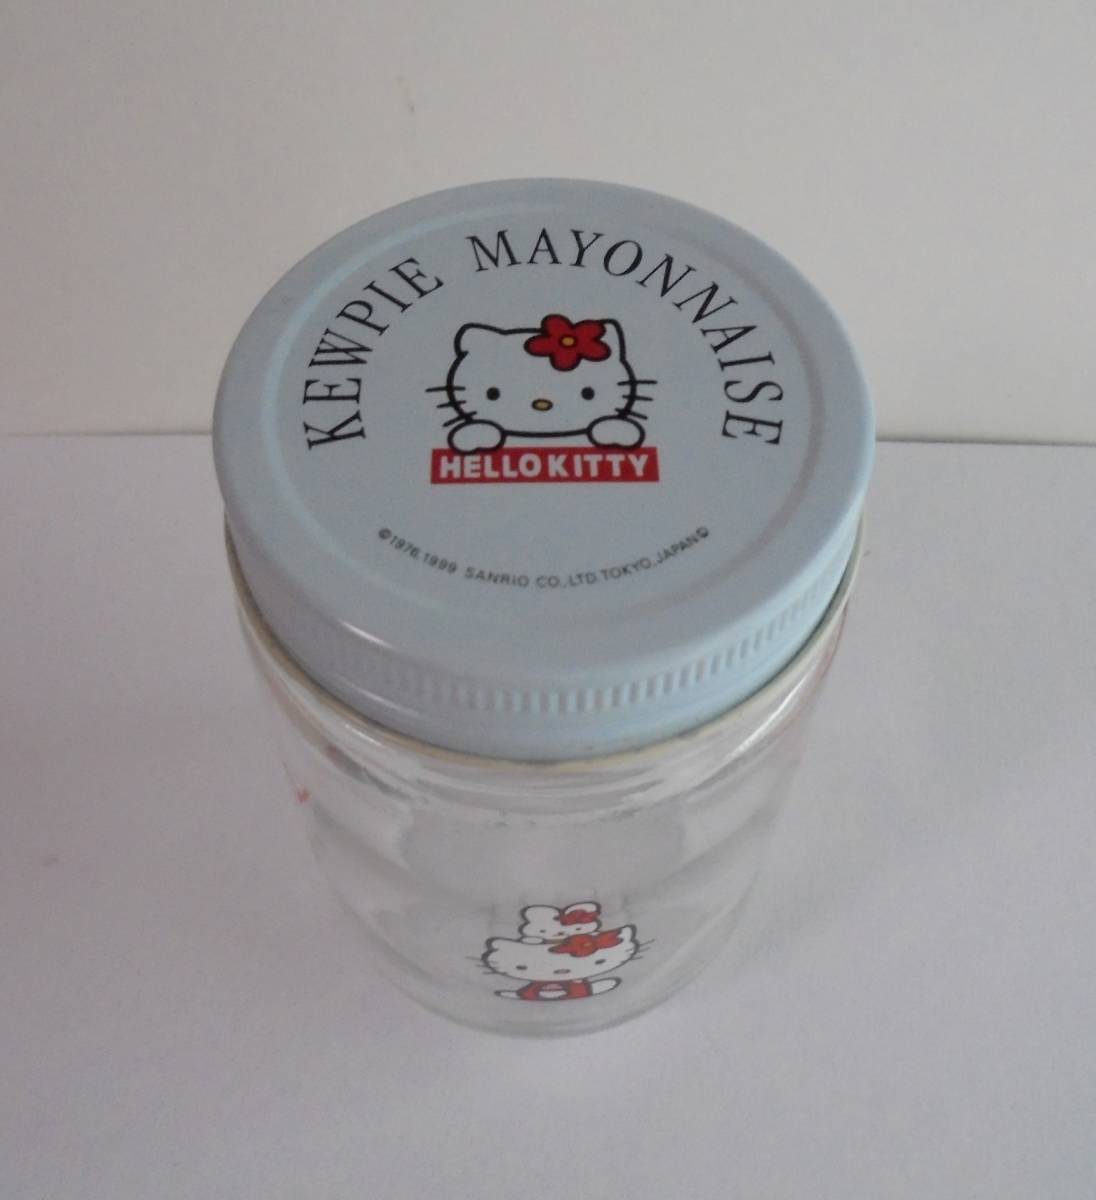 KEWPIE MAYONNAISE
HELLO KITTY
©1976,1999 SANRIO CO.,LTD.TOKYO,JAPAN©